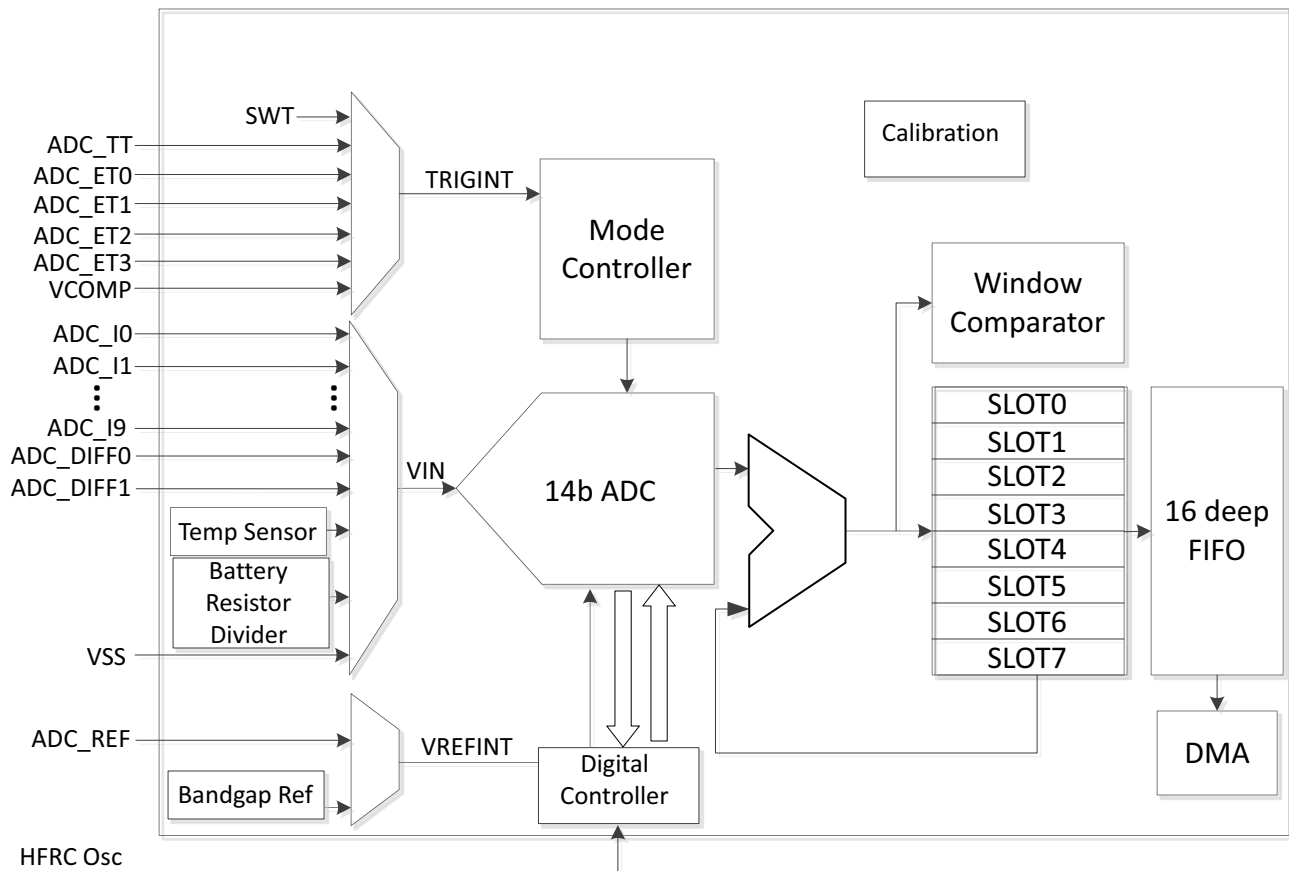 SWT
ADC_TT
ADC_ET0
ADC_ET1
ADC_ET2
ADC_ET3
VCOMP
TRIGINT
Mode
Controller
Calibration
Window
Comparator
ADC_I0
ADC_I1
ADC_I9
ADC_DIFF0
ADC_DIFF1
Temp Sensor
Battery
Resistor
Divider
VSS
VIN
14b ADC
SLOT0
SLOT1
SLOT2
SLOT3
SLOT4
SLOT5
SLOT6
SLOT7
16 deep
FIFO
DMA
ADC_REF
Bandgap Ref
VREFINT
Digital
Controller
HFRC Osc